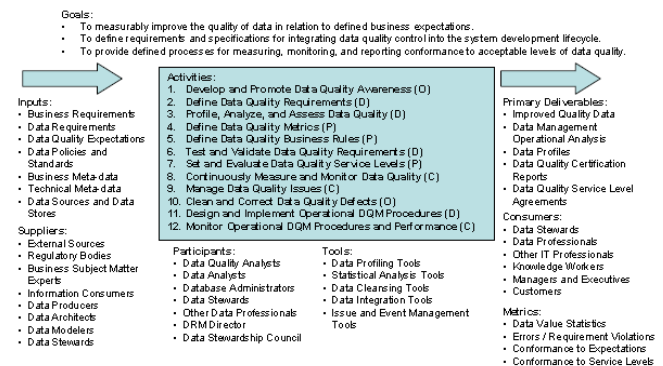 Goals:
• To measurably improve the quality of data in relation to defined business expectations.
• To define requirements and specifications for integrating data quality control into the system development lifecycle.
• To provide defined processes for measuring, monitoring, and reporting conformance to acceptable levels of data quality.
Inputs:
• Business Requirements
• Data Requirements
• Data Quality Expectations
• Data Policies and
Standards
• Business Meta-data
• Technical Meta-data
• Data Sources and Data
Stores
Suppliers:
• External Sources
• Regulatory Bodies
• Business Subject Matter
Experts
• Information Consumers
• Data Producers
• Data Architects
• Data Modelers
• Data Stewards
Activities:
1. Develop and Promote Data Quality Awareness (O)
2. Define Data Quality Requirements (D)
3. Profile, Analyze, and Assess Data Quality (D)
4. Define Data Quality Metrics (P)
5. Define Data Quality Business Rules (P)
6. Test and Validate Data Quality Requirements (D)
7. Set and Evaluate Data Quality Service Levels (P)
8. Continuously Measure and Monitor Data Quality (C)
9. Manage Data Quality Issues (C)
10. Clean and Correct Data Quality Defects (O)
11. Design and Implement Operational DQM Procedures (D)
12. Monitor Operational DQM Procedures and Performance (C)
Participants:
• Data Quality Analysts
• Data Analysts
• Database Administrators
• Data Stewards
• Other Data Professionals
• DRM Director
• Data Stewardship Council
Tools:
• Data Profiling Tools
• Statistical Analysis Tools
• Data Cleansing Tools
• Data Integration Tools
• Issue and Event Management
Tools
Primary Deliverables:
• Improved Quality Data
• Data Management
Operational Analysis
• Data Profiles
• Data Quality Certification
Reports
• Data Quality Service Level
Agreements
Consumers:
• Data Stewards
• Data Professionals
• Other IT Professionals
• Knowledge Workers
• Managers and Executives
• Customers
Metrics:
• Data Value Statistics
• Errors / Requirement Violations
• Conformance to Expectations
• Conformance to Service Levels